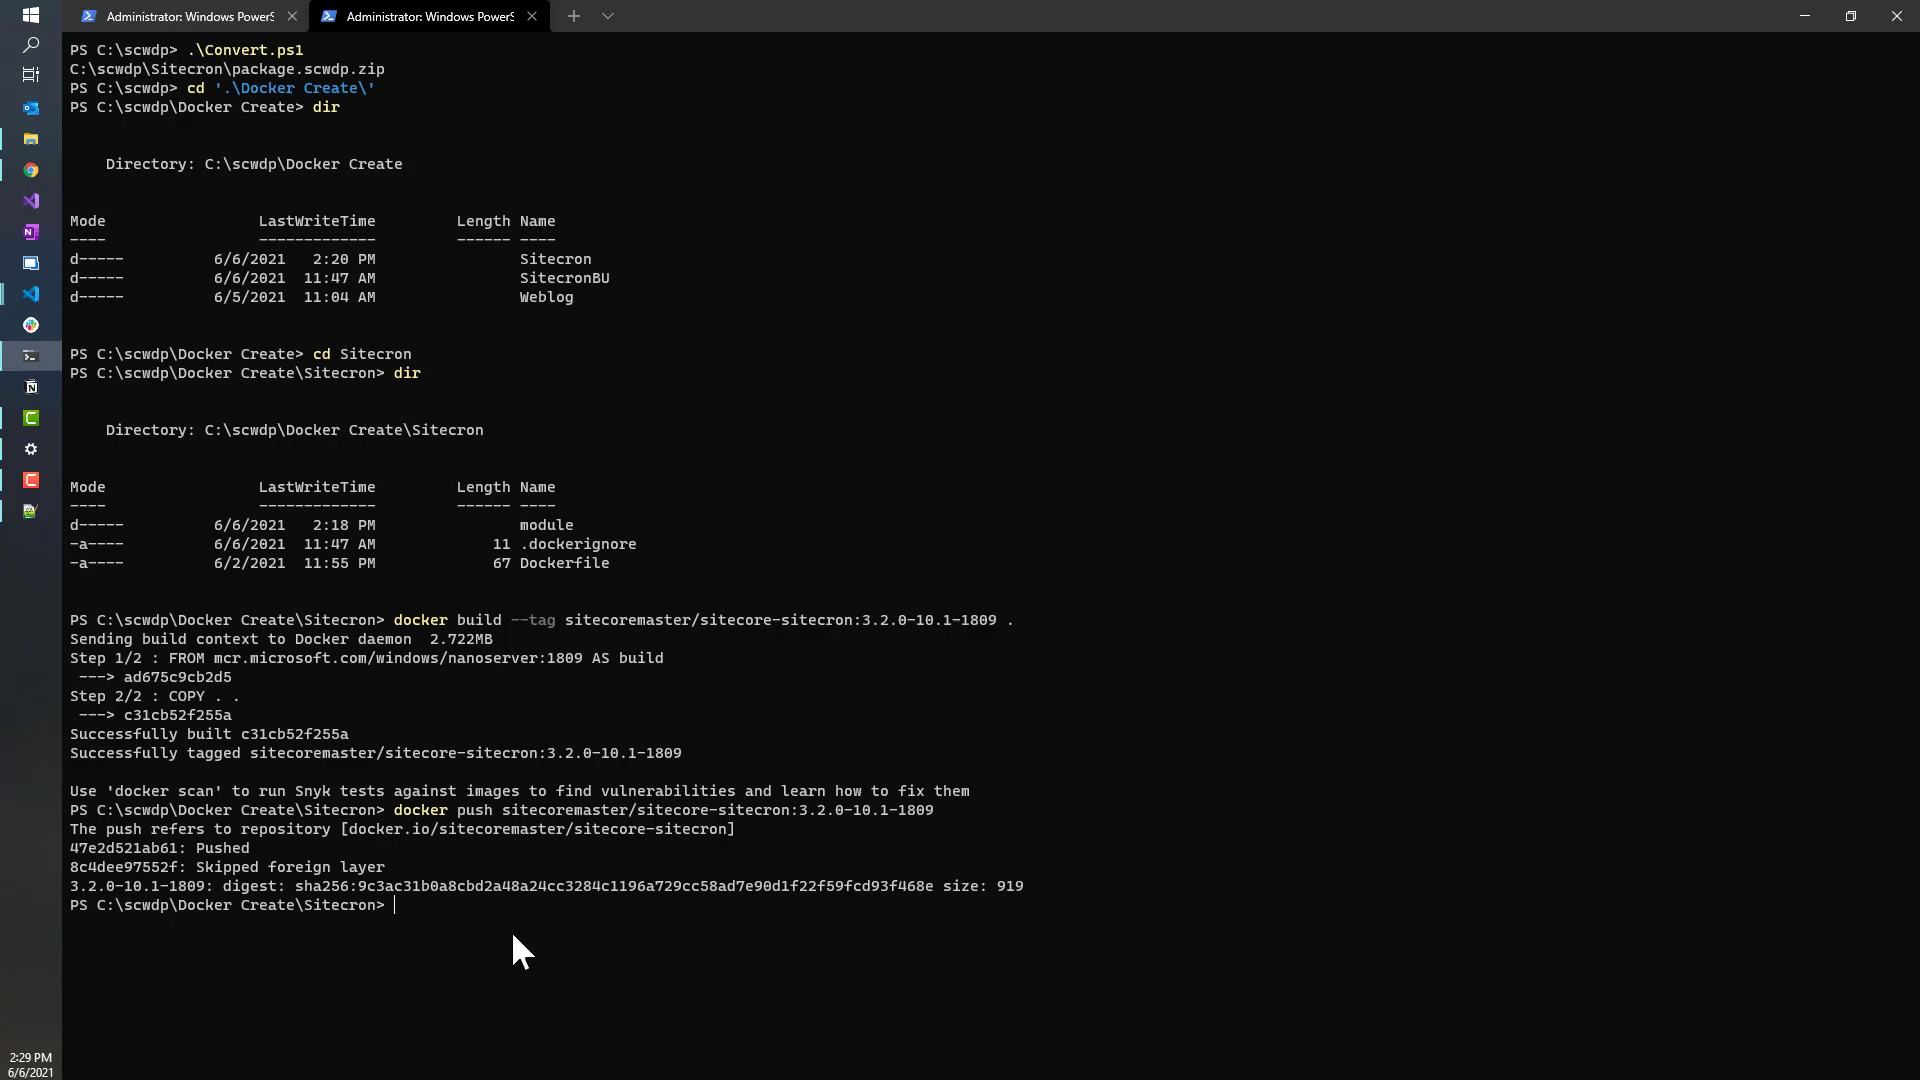 Administrator: Windows PowerS
Administrator: Windows PowerS
PS C:\scwdp> .\Convert.ps1
C:\scwdp\Sitecron\package.scwdp.zip
PS C:\scwdp> cd '.\Docker Create\'
PS C:\scwdp\Docker Create> dir
    Directory: C:\scwdp\Docker Create
Mode                 LastWriteTime         Length Name
----                 -------------         ------ ----
d-----          6/6/2021   2:20 PM                Sitecron
d-----          6/6/2021  11:47 AM                SitecronBU
d-----          6/5/2021  11:04 AM                Weblog
PS C:\scwdp\Docker Create> cd Sitecron
PS C:\scwdp\Docker Create\Sitecron> dir
    Directory: C:\scwdp\Docker Create\Sitecron
Mode                 LastWriteTime         Length Name
----                 -------------         ------ ----
d-----          6/6/2021   2:18 PM                module
-a----          6/6/2021  11:47 AM             11 .dockerignore
-a----          6/2/2021  11:55 PM             67 Dockerfile
PS C:\scwdp\Docker Create\Sitecron> docker build --tag sitecoremaster/sitecore-sitecron:3.2.0-10.1-1809 .
Sending build context to Docker daemon  2.722MB
Step 1/2 : FROM mcr.microsoft.com/windows/nanoserver:1809 AS build
 ---> ad675c9cb2d5
Step 2/2 : COPY . .
 ---> c31cb52f255a
Successfully built c31cb52f255a
Successfully tagged sitecoremaster/sitecore-sitecron:3.2.0-10.1-1809
Use 'docker scan' to run Snyk tests against images to find vulnerabilities and learn how to fix them
PS C:\scwdp\Docker Create\Sitecron> docker push sitecoremaster/sitecore-sitecron:3.2.0-10.1-1809
The push refers to repository [docker.io/sitecoremaster/sitecore-sitecron]
47e2d521ab61: Pushed
8c4dee97552f: Skipped foreign layer
3.2.0-10.1-1809: digest: sha256:9c3ac31b0a8cbd2a48a24cc3284c1196a729cc58ad7e90d1f22f59fcd93f468e size: 919
PS C:\scwdp\Docker Create\Sitecron>
2:29 PM
6/6/2021